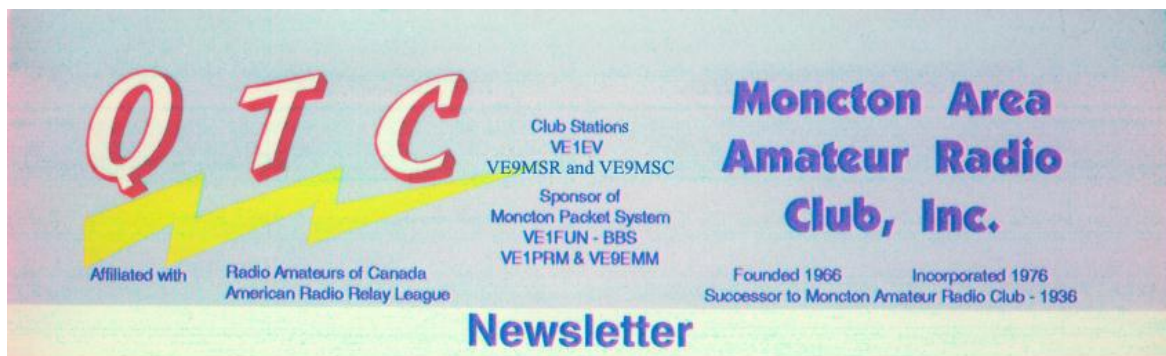 QTC
Club Stations
VE1EV
VE9MSR and VE9MSC
Sponsor of
Moncton Packet System
VE1FUN - BBS
VE1PRM & VE9EMM
Moncton Area
Amateur Radio
Club, Inc.
Affiliated with
Radio Amateurs of Canada
American Radio Relay League
Founded 1966 Incorporated 1976
Successor to Moncton Amateur Radio Club - 1936
Newsletter